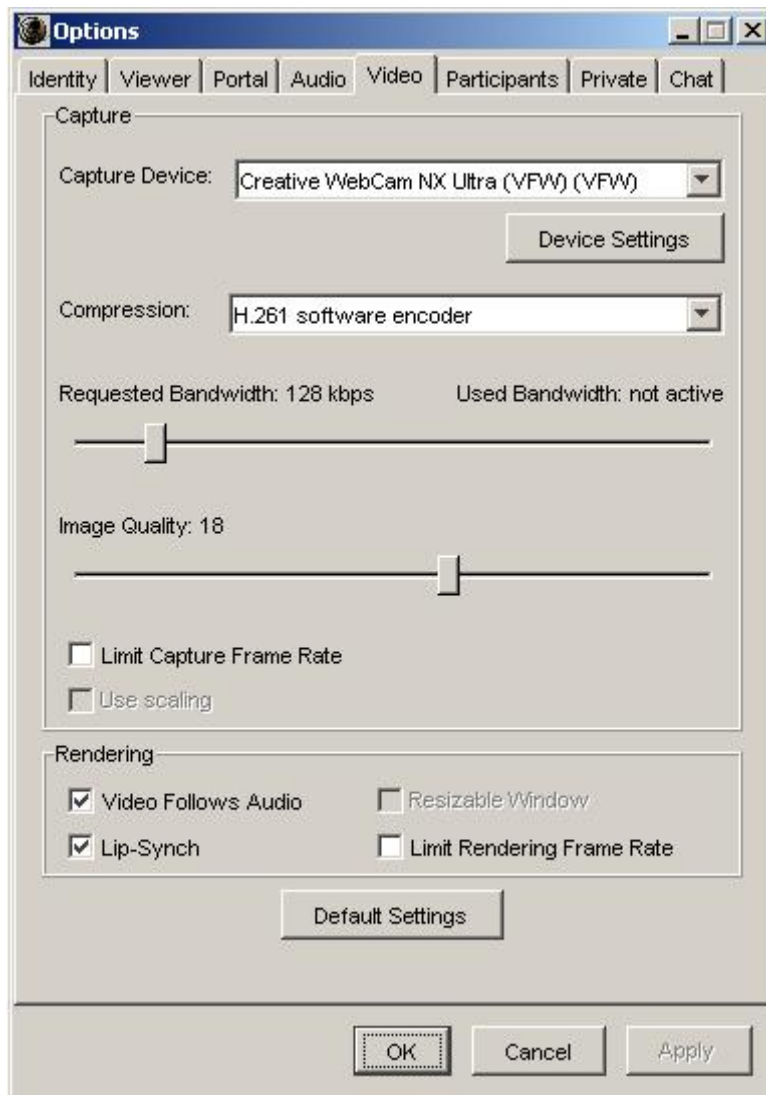 Options
Identity Viewer Portal Audio Video Participants Private Chat
Capture
Capture Device: Creative WebCam NX Ultra (VFW) (VFW)
Device Settings
Compression: H.261 software encoder
Requested Bandwidth: 128 kbps Used Bandwidth: not active
Image Quality: 18
Limit Capture Frame Rate
Use scaling
Rendering
Video Follows Audio Resizable Window
Lip-Synch Limit Rendering Frame Rate
Default Settings
OK Cancel Apply